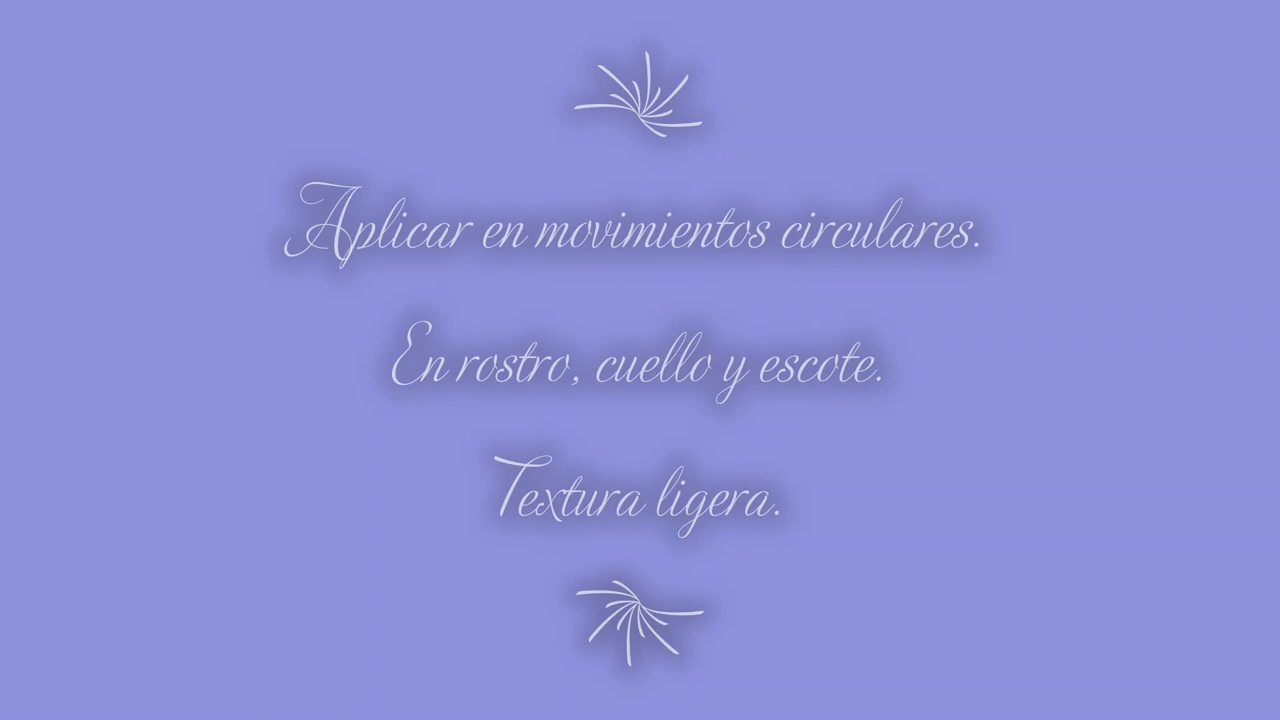 Aplicar en movimientos circulares.
En rostro, cuello y escote.
Textura ligera.